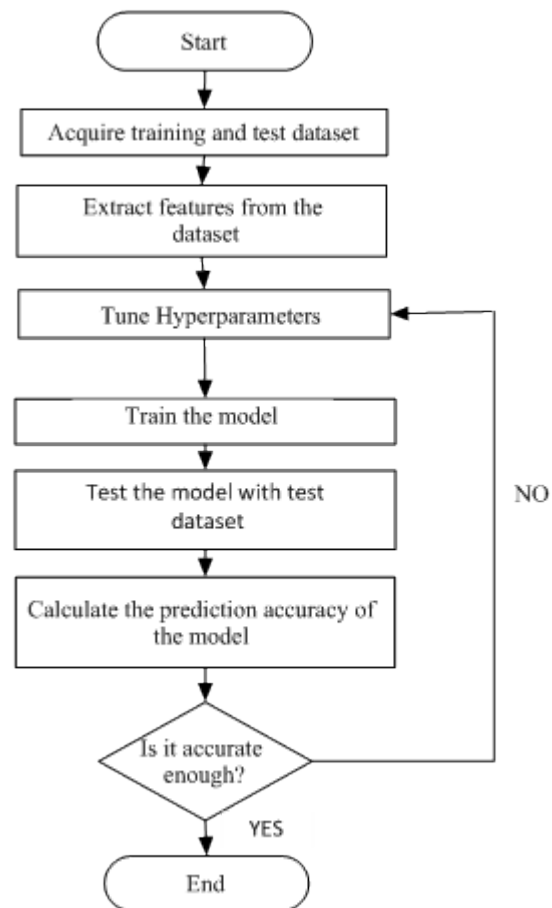 Start
Acquire training and test dataset
Extract features from the
dataset
Tune Hyperparameters
Train the model
Test the model with test
dataset
NO
Calculate the prediction accuracy of
the model
Is it accurate
enough?
YES
End